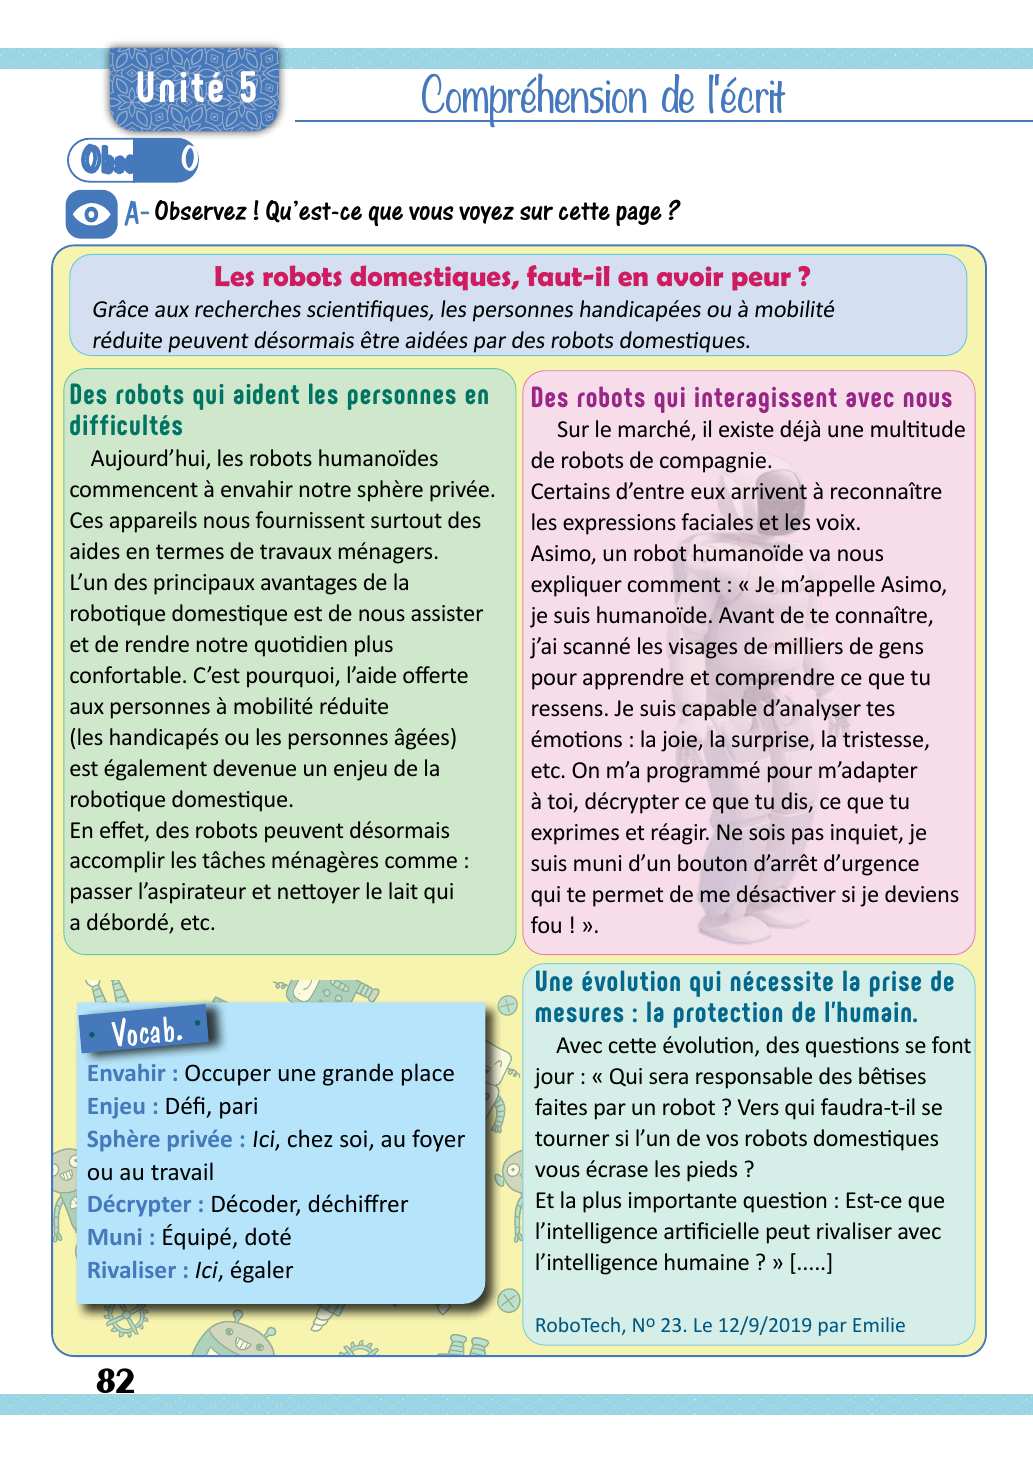 Unité 5
Compréhension de l'écrit
A- Observez ! Qu'est-ce que vous voyez sur cette page ?
Les robots domestiques, faut-il en avoir peur ?
Grâce aux recherches scientifiques, les personnes handicapées ou à mobilité
réduite peuvent désormais être aidées par des robots domestiques.
Des robots qui aident les personnes en
difficultés
Aujourd'hui, les robots humanoïdes
commencent à envahir notre sphère privée.
Ces appareils nous fournissent surtout des
aides en termes de travaux ménagers.
L'un des principaux avantages de la
robotique domestique est de nous assister
et de rendre notre quotidien plus
confortable. C'est pourquoi, l'aide offerte
aux personnes à mobilité réduite
(les handicapés ou les personnes âgées)
est également devenue un enjeu de la
robotique domestique.
En effet, des robots peuvent désormais
accomplir les tâches ménagères comme :
passer l'aspirateur et nettoyer le lait qui
a débordé, etc.
Des robots qui interagissent avec nous
Sur le marché, il existe déjà une multitude
de robots de compagnie.
Certains d'entre eux arrivent à reconnaître
les expressions faciales et les voix.
Asimo, un robot humanoïde va nous
expliquer comment : « Je m'appelle Asimo,
je suis humanoïde. Avant de te connaître,
j'ai scanné les visages de milliers de gens
pour apprendre et comprendre ce que tu
ressens. Je suis capable d'analyser tes
émotions : la joie, la surprise, la tristesse,
etc. On m'a programmé pour m'adapter
à toi, décrypter ce que tu dis, ce que tu
exprimes et réagir. Ne sois pas inquiet, je
suis muni d'un bouton d'arrêt d'urgence
qui te permet de me désactiver si je deviens
fou ! ».
Vocab.
Envahir : Occuper une grande place
Enjeu : Défi, pari
Sphère privée : Ici, chez soi, au foyer
ou au travail
Décrypter : Décoder, déchiffrer
Muni : Équipé, doté
Rivaliser : Ici, égaler
Une évolution qui nécessite la prise de
mesures : la protection de l'humain.
Avec cette évolution, des questions se font
jour : « Qui sera responsable des bêtises
faites par un robot ? Vers qui faudra-t-il se
tourner si l'un de vos robots domestiques
vous écrase les pieds ?
Et la plus importante question : Est-ce que
l'intelligence artificielle peut rivaliser avec
l'intelligence humaine ? » [.....]
RoboTech, Nº 23. Le 12/9/2019 par Emilie
82